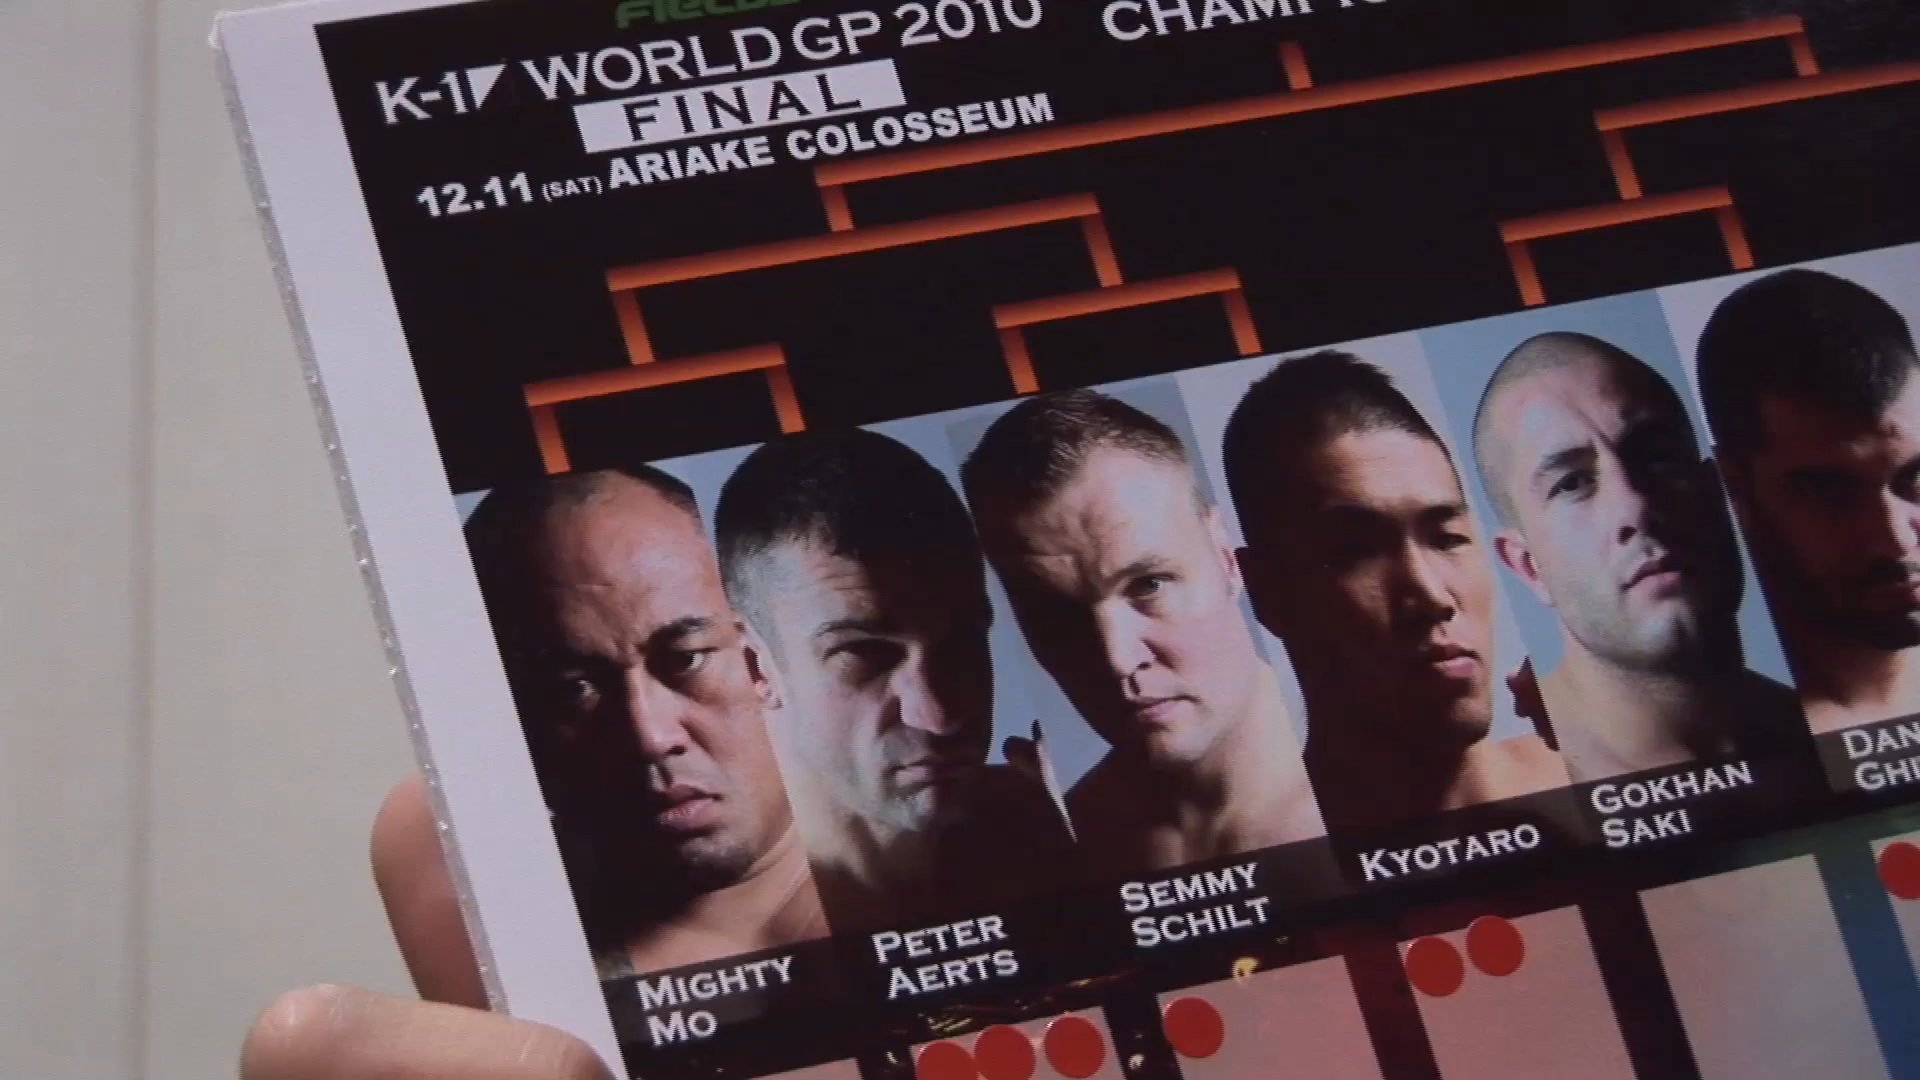 K-1 WORLD GP 2010
FINAL
12.11 (SAT) ARIAKE COLOSSEUM
MIGHTY
MO
PETER
AERTS
SEMMY
SCHILT
KYOTARO
GOKHAN
SAKI